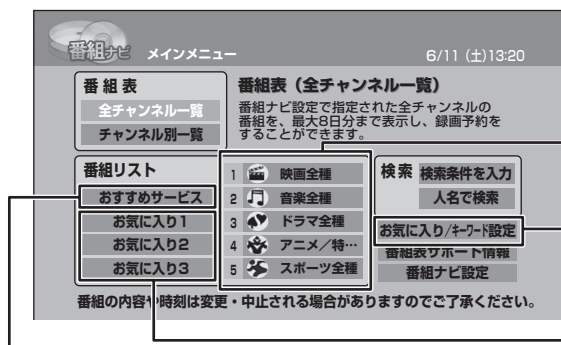 番組ナビ メインメニュー 6/11 (土)13:20
番組表
全チャンネル一覧
チャンネル別一覧
番組表（全チャンネル一覧）
番組ナビ設定で指定された全チャンネルの
番組を、最大8日分まで表示し、録画予約を
することができます。
番組リスト
おすすめサービス
お気に入り1
お気に入り2
お気に入り3
1 映画全種
2 音楽全種
3 ドラマ全種
4 アニメ／特…
5 スポーツ全種
検索 検索条件を入力
人名で検索
お気に入り/キーワード設定
番組表サポート情報
番組ナビ設定
番組の内容や時刻は変更・中止される場合がありますのでご了承ください。